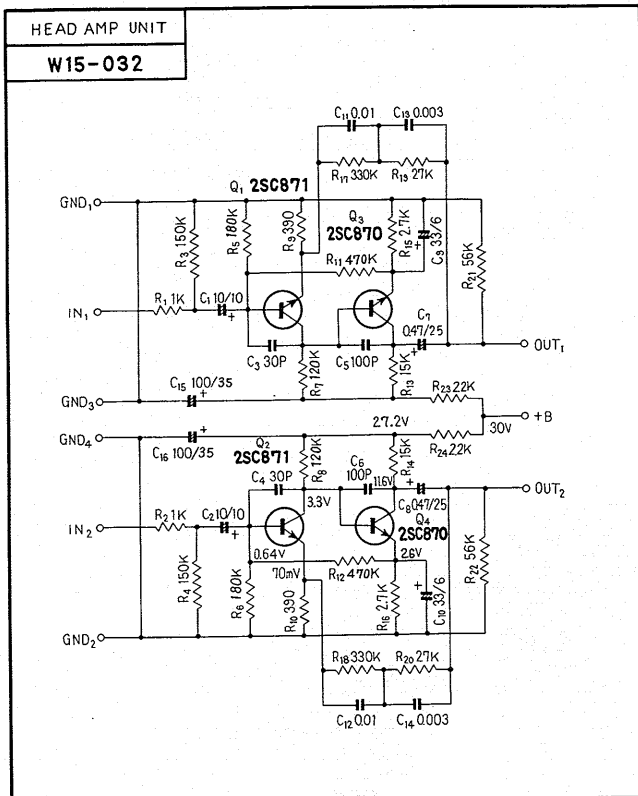 HEAD AMP UNIT
W15-032
C11 0.01
C13 0.003
R17 330K
R19 27K
Q1 2SC871
GND1
R3 150K
R5 180K
R9 390
Q3
2SC870
R15 2.7K
+
C9 33/6
R11 470K
R21 56K
IN1
R1 1K
C1 10/10
+
C7
0.47/25
+
OUT1
C3 30P
C5 100P
R7 120K
R13 15K
C15 100/35
+
R23 22K
GND3
+B
GND4
+
27.2V
30V
C16 100/35
R24 22K
Q2
2SC871
R8 120K
C6
100P
R14 15K
C4 30P
11.6V
+
3.3V
C8 0.47/25
OUT2
Q4
2SC870
IN2
R2 1K
C2 10/10
+
0.64V
2.6V
R12 470K
70mV
R4 150K
R6 180K
R10 390
R16 2.7K
+
C10 33/6
R22 56K
GND2
R18 330K
R20 27K
C12 0.01
C14 0.003